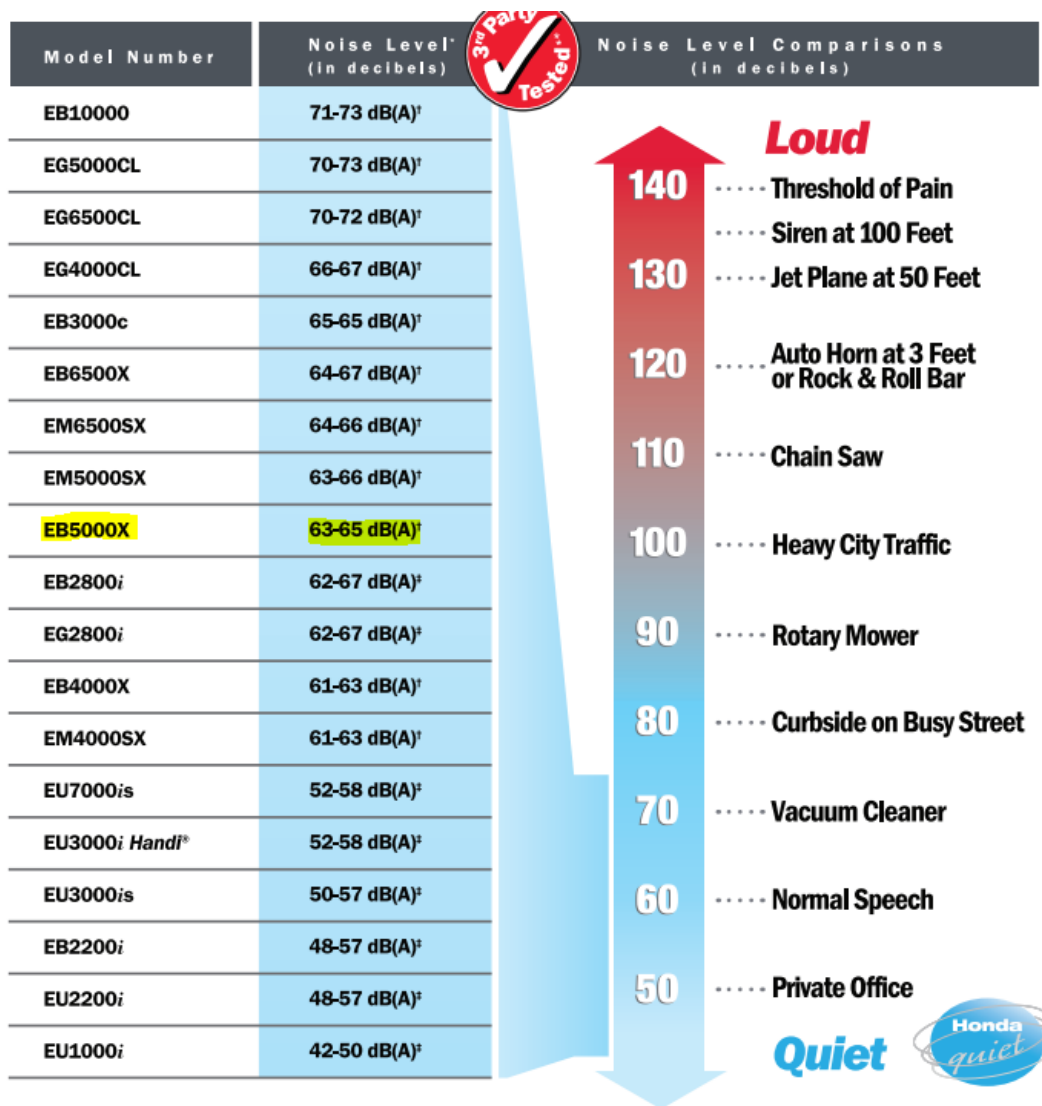 Model Number
Noise Level*
(in decibels)
3rd Party
Tested**
Noise Level Comparisons
(in decibels)
EB10000 71-73 dB(A)†
EG5000CL 70-73 dB(A)†
EG6500CL 70-72 dB(A)†
EG4000CL 66-67 dB(A)†
EB3000c 65-65 dB(A)†
EB6500X 64-67 dB(A)†
EM6500SX 64-66 dB(A)†
EM5000SX 63-66 dB(A)†
EB5000X 63-65 dB(A)†
EB2800i 62-67 dB(A)‡
EG2800i 62-67 dB(A)‡
EB4000X 61-63 dB(A)†
EM4000SX 61-63 dB(A)†
EU7000is 52-58 dB(A)‡
EU3000i Handi® 52-58 dB(A)‡
EU3000is 50-57 dB(A)‡
EB2200i 48-57 dB(A)‡
EU2200i 48-57 dB(A)‡
EU1000i 42-50 dB(A)‡
Loud
140 ····· Threshold of Pain
····· Siren at 100 Feet
130 ····· Jet Plane at 50 Feet
120 ····· Auto Horn at 3 Feet
or Rock & Roll Bar
110 ····· Chain Saw
100 ····· Heavy City Traffic
90 ····· Rotary Mower
80 ····· Curbside on Busy Street
70 ····· Vacuum Cleaner
60 ····· Normal Speech
50 ····· Private Office
Quiet
Honda
quiet